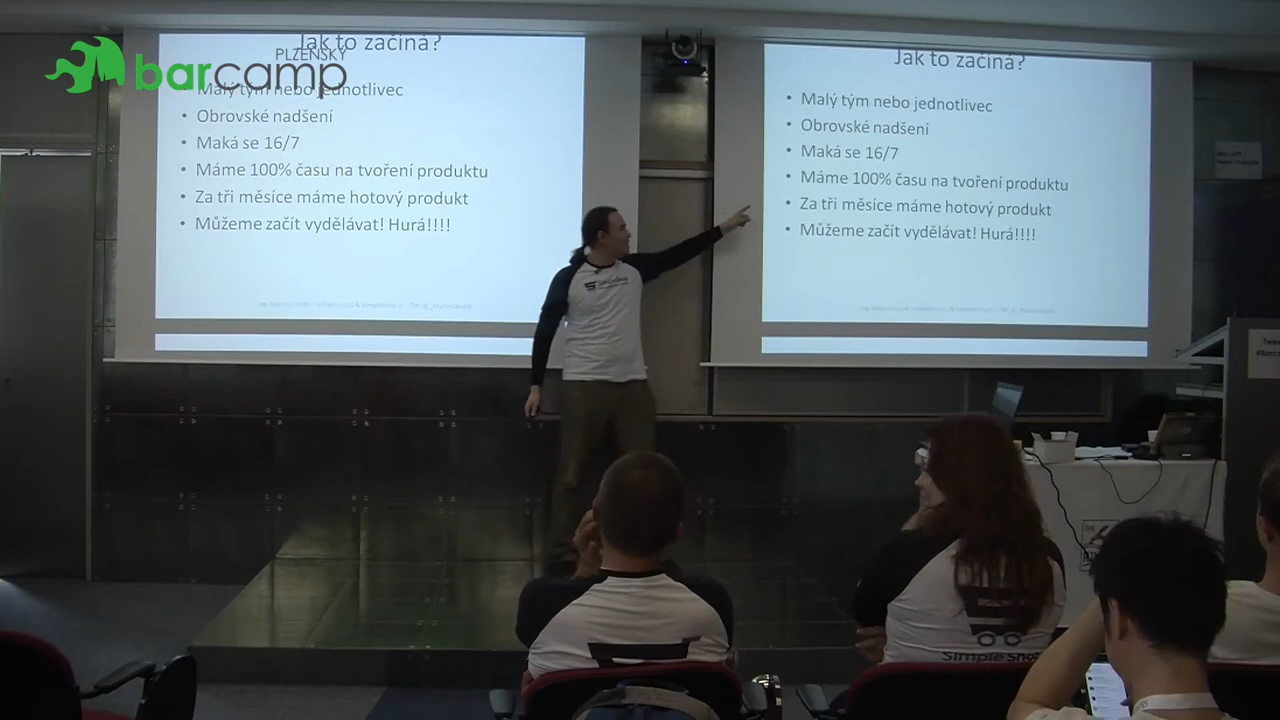 PLZEŇSKÝ
barcamp
Jak to začíná?
Malý tým nebo jednotlivec
• Obrovské nadšení
• Maká se 16/7
• Máme 100% času na tvoření produktu
• Za tři měsíce máme hotový produkt
• Můžeme začít vydělávat! Hurá!!!!
Jak to začíná?
• Malý tým nebo jednotlivec
• Obrovské nadšení
• Maká se 16/7
• Máme 100% času na tvoření produktu
• Za tři měsíce máme hotový produkt
• Můžeme začít vydělávat! Hurá!!!!
SimpleSho